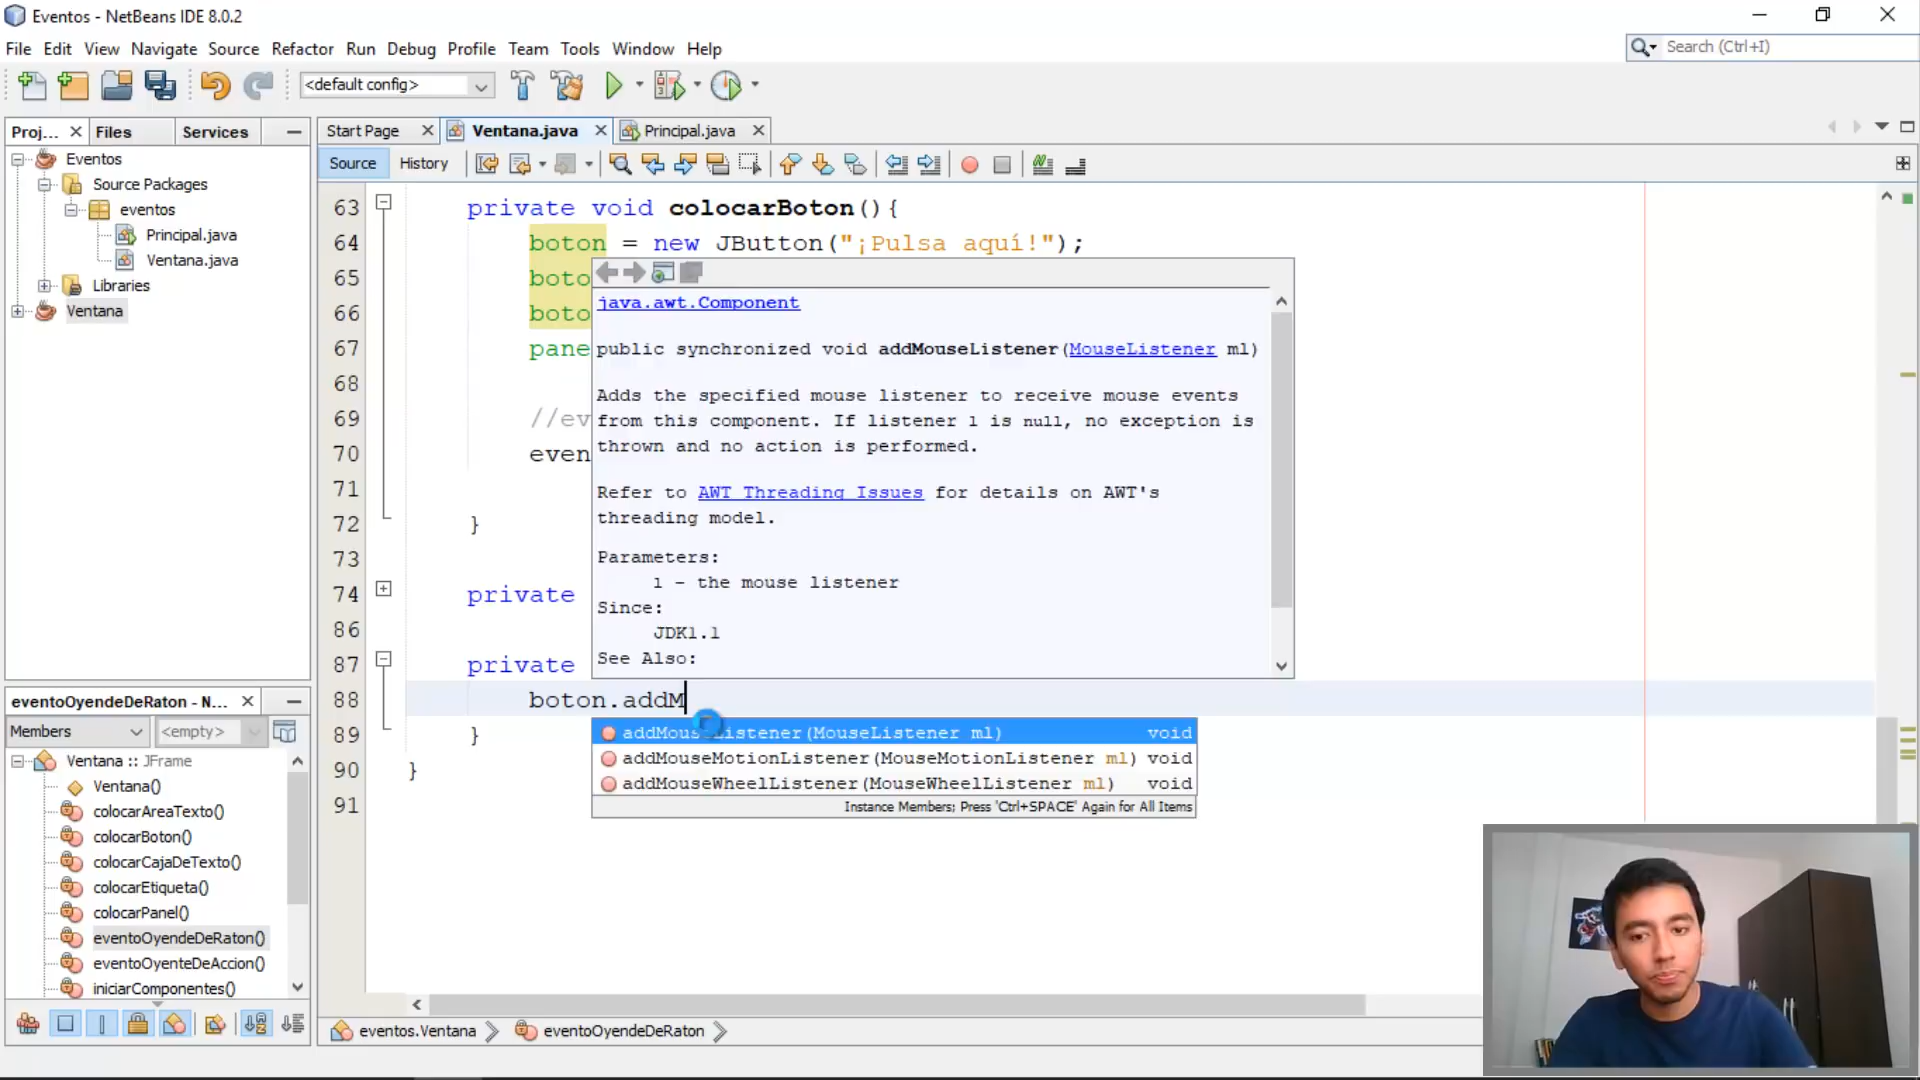 Eventos - NetBeans IDE 8.0.2
File Edit View Navigate Source Refactor Run Debug Profile Team Tools Window Help
Search (Ctrl+I)
<default config>
Proj... Files Services
Start Page Ventana.java Principal.java
Source History
Eventos
Source Packages
eventos
Principal.java
Ventana.java
Libraries
Ventana
63 private void colocarBoton(){
64 boton = new JButton("¡Pulsa aquí!");
65 boto
66 boto
67 pane
68
69 //ev
70 even
71
72 }
73
74 private
86
87 private
88 boton.addM
89 }
90 }
91
java.awt.Component
public synchronized void addMouseListener(MouseListener ml)
Adds the specified mouse listener to receive mouse events
from this component. If listener l is null, no exception is
thrown and no action is performed.
Refer to AWT Threading Issues for details on AWT's
threading model.
Parameters:
l - the mouse listener
Since:
JDK1.1
See Also:
addMouseListener(MouseListener ml) void
addMouseMotionListener(MouseMotionListener ml) void
addMouseWheelListener(MouseWheelListener ml) void
Instance Members; Press 'Ctrl+SPACE' Again for All Items
eventoOyendeDeRaton - N...
Members <empty>
Ventana :: JFrame
Ventana()
colocarAreaTexto()
colocarBoton()
colocarCajaDeTexto()
colocarEtiqueta()
colocarPanel()
eventoOyendeDeRaton()
eventoOyenteDeAccion()
iniciarComponentes()
eventos.Ventana eventoOyendeDeRaton